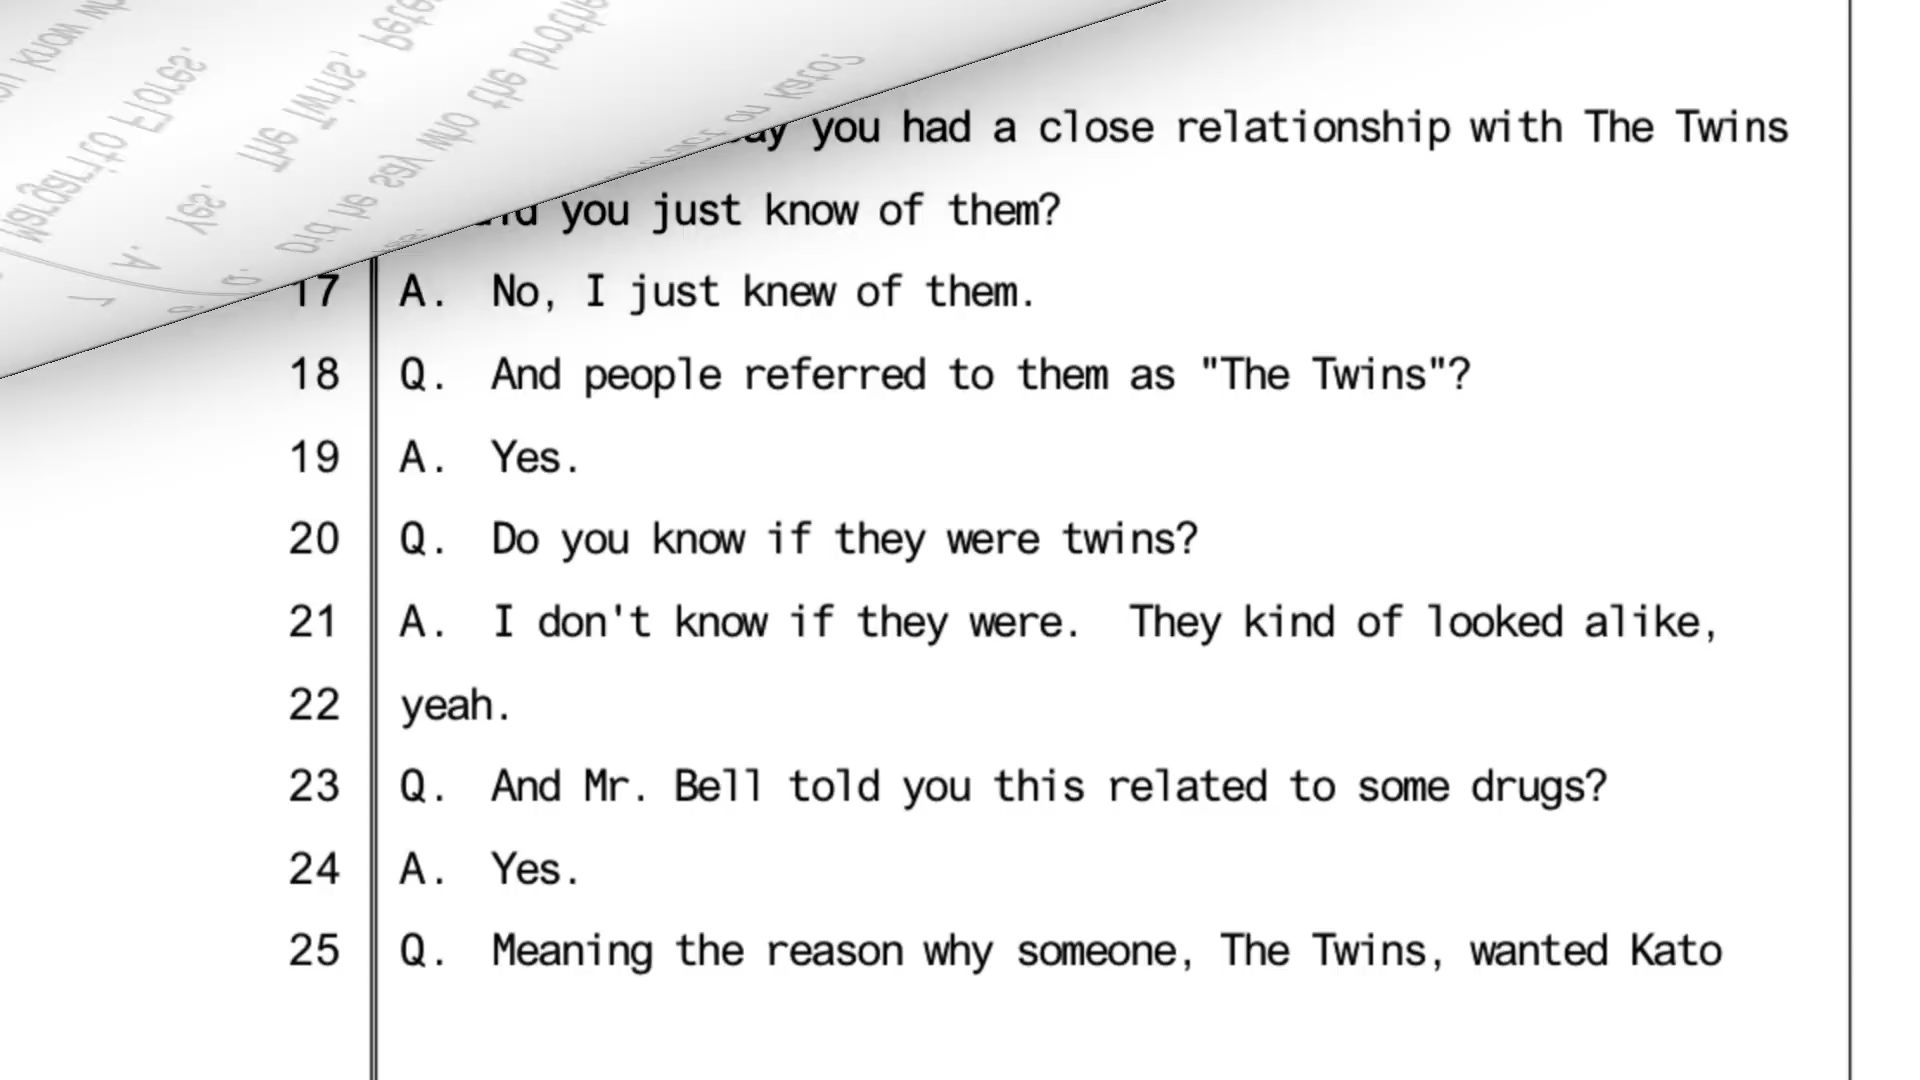 you had a close relationship with The Twins
you just know of them?
17 A. No, I just knew of them.
18 Q. And people referred to them as "The Twins"?
19 A. Yes.
20 Q. Do you know if they were twins?
21 A. I don't know if they were. They kind of looked alike,
22 yeah.
23 Q. And Mr. Bell told you this related to some drugs?
24 A. Yes.
25 Q. Meaning the reason why someone, The Twins, wanted Kato